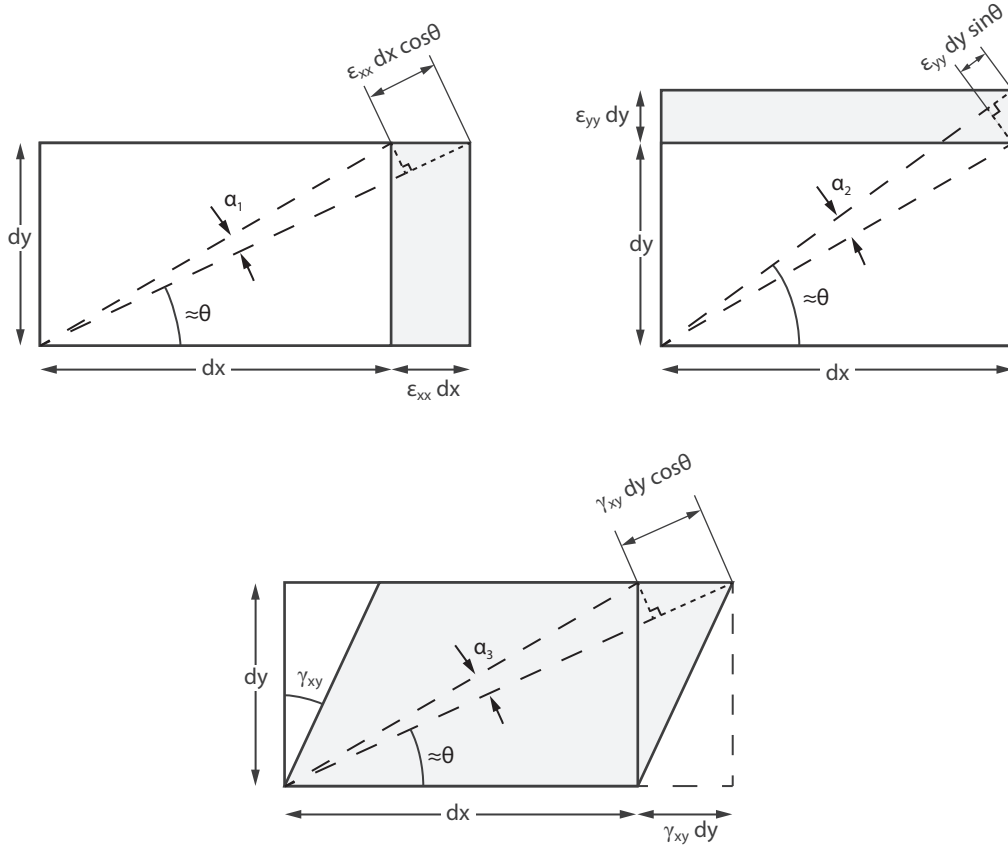 εxx dx cosθ
dy
α1
≈θ
dx
εxx dx
εyy dy sinθ
εyy dy
dy
α2
≈θ
dx
γxy dy cosθ
dy
γxy
α3
≈θ
dx
γxy dy